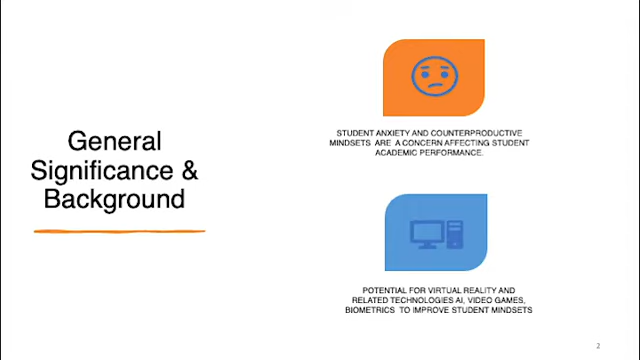 General
Significance &
Background
STUDENT ANXIETY AND COUNTERPRODUCTIVE
MINDSETS ARE A CONCERN AFFECTING STUDENT
ACADEMIC PERFORMANCE.
POTENTIAL FOR VIRTUAL REALITY AND
RELATED TECHNOLOGIES AI, VIDEO GAMES,
BIOMETRICS TO IMPROVE STUDENT MINDSETS
2